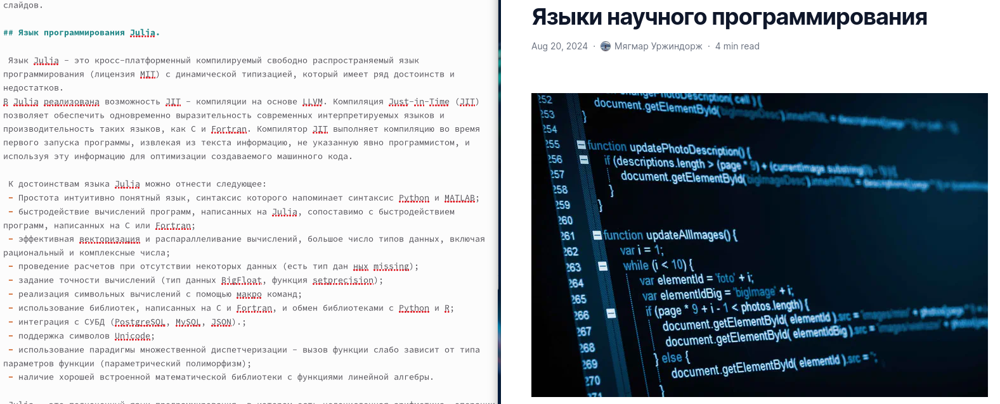 слайдов.
## Язык программирования Julia.
Язык Julia - это кросс-платформенный компилируемый свободно распространяемый язык
программирования (лицензия MIT) с динамической типизацией, который имеет ряд достоинств и
недостатков.
В Julia реализована возможность JIT - компиляции на основе LLVM. Компиляция Just-in-Time (JIT)
позволяет обеспечить одновременно выразительность современных интерпретируемых языков и
производительность таких языков, как С и Fortran. Компилятор JIT выполняет компиляцию во время
первого запуска программы, извлекая из текста информацию, не указанную явно программистом, и
используя эту информацию для оптимизации создаваемого машинного кода.
К достоинствам языка Julia можно отнести следующее:
- Простота интуитивно понятный язык, синтаксис которого напоминает синтаксис Python и MATLAB;
- быстродействие вычислений программ, написанных на Julia, сопоставимо с быстродействием
программ, написанных на С или Fortran;
- эффективная векторизация и распараллеливание вычислений, большое число типов данных, включая
рациональный и комплексные числа;
- проведение расчетов при отсутствии некоторых данных (есть тип дан ных missing);
- задание точности вычислений (тип данных BigFloat, функция setprecision);
- реализация символьных вычислений с помощью макро команд;
- использование библиотек, написанных на С и Fortran, и обмен библиотеками с Python и R;
- интеграция с СУБД (PostgreSQL, MySQL, JSON).;
- поддержка символов Unicode;
- использование парадигмы множественной диспетчеризации - вызов функции слабо зависит от типа
параметров функции (параметрический полиморфизм);
- наличие хорошей встроенной математической библиотеки с функциями линейной алгебры.
Языки научного программирования
Aug 20, 2024 · Мягмар Уржиндорж · 4 min read
252
253 document.getElementById(
254 }
255 function updatePhotoDescription() {
256 if (descriptions.length > (page * 9) + (currentImage
257 document.getElementById(
258 }
259 }
260
261 function updateAllImages() {
262 var i = 1;
263 while (i < 10) {
264 var elementId = 'foto' + i;
265 var elementIdBig = 'bigImage' + i;
266 if (page * 9 + i - 1 < photos.length) {
267 document.getElementById( elementId ).src =
268 document.getElementById( elementIdBig ).src =
269 } else {
270 document.getElementById( elementId ).src = '';
271 }